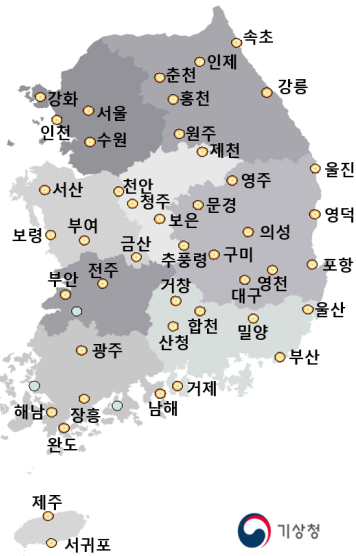 속초
인제
춘천
강릉
홍천
강화
서울
인천
수원
원주
제천
울진
영주
서산
천안
청주
문경
영덕
보은
부여
의성
보령
금산
추풍령
구미
포항
전주
영천
부안
거창
대구
울산
합천
밀양
산청
광주
부산
거제
남해
해남
장흥
완도
제주
서귀포
기상청